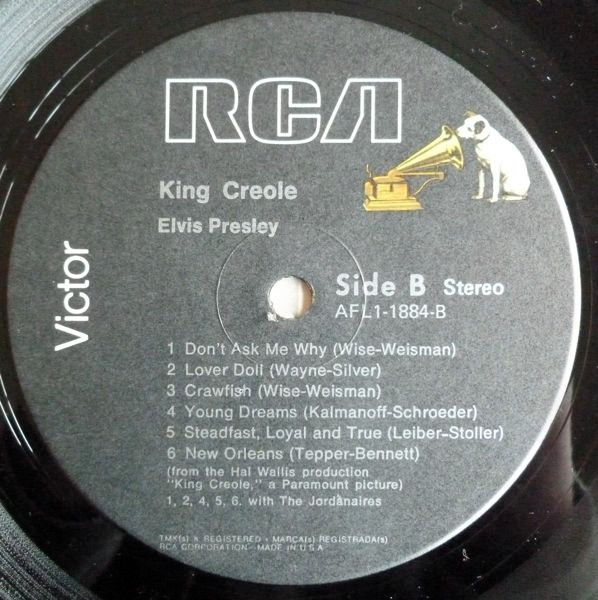 RCA
King Creole
Elvis Presley
Victor
Side B Stereo
AFL1-1884-B
1 Don't Ask Me Why (Wise-Weisman)
2 Lover Doll (Wayne-Silver)
3 Crawfish (Wise-Weisman)
4 Young Dreams (Kalmanoff-Schroeder)
5 Steadfast, Loyal and True (Leiber-Stoller)
6 New Orleans (Tepper-Bennett)
(from the Hal Wallis production
"King Creole," a Paramount picture)
1, 2, 4, 5, 6. with The Jordanaires
TMK(s) ® REGISTERED • MARCA(s) REGISTRADA(s)
RCA CORPORATION—MADE IN U.S.A